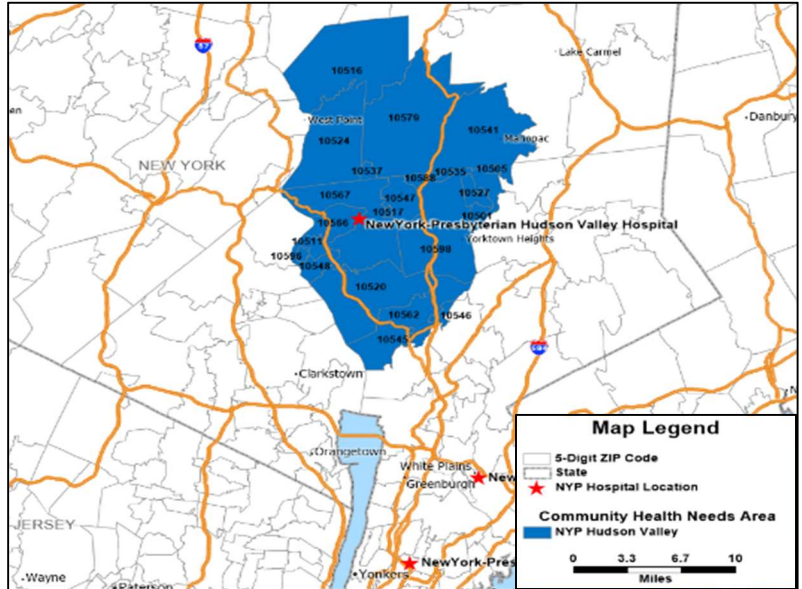 87
Lake Carmel
10516
10579
West Point
10541
Danbury
10524
Mahopac
NEW YORK
10537
10588
10535
10505
10567
10547
10527
10517
10501
10566
NewYork-Presbyterian Hudson Valley Hospital
10511
Yorktown Heights
10598
10596
10548
10520
10562
10546
10545
684
Clarkstown
Orangetown
White Plains
New
Greenburgh
JERSEY
NewYork-Pres
Yonkers
Wayne
Paterson
Map Legend
5-Digit ZIP Code
State
NYP Hospital Location
Community Health Needs Area
NYP Hudson Valley
0 3.3 6.7 10
Miles